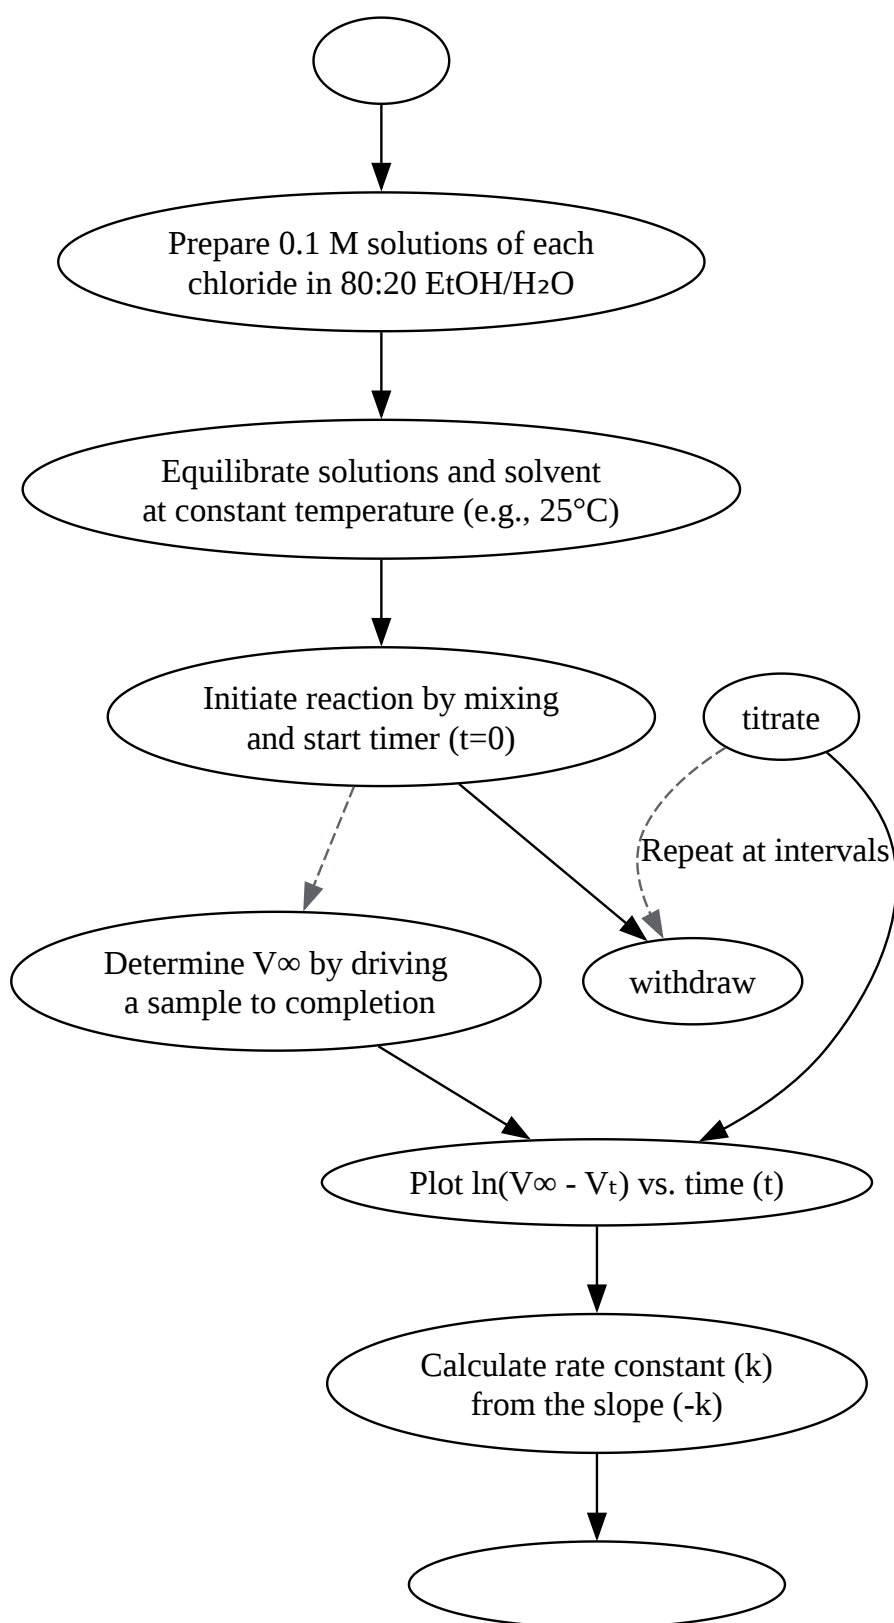 Prepare 0.1 M solutions of each
chloride in 80:20 EtOH/H₂O
Equilibrate solutions and solvent
at constant temperature (e.g., 25°C)
Initiate reaction by mixing
and start timer (t=0)
titrate
Repeat at intervals
Determine V∞ by driving
a sample to completion
withdraw
Plot ln(V∞ - Vₜ) vs. time (t)
Calculate rate constant (k)
from the slope (-k)